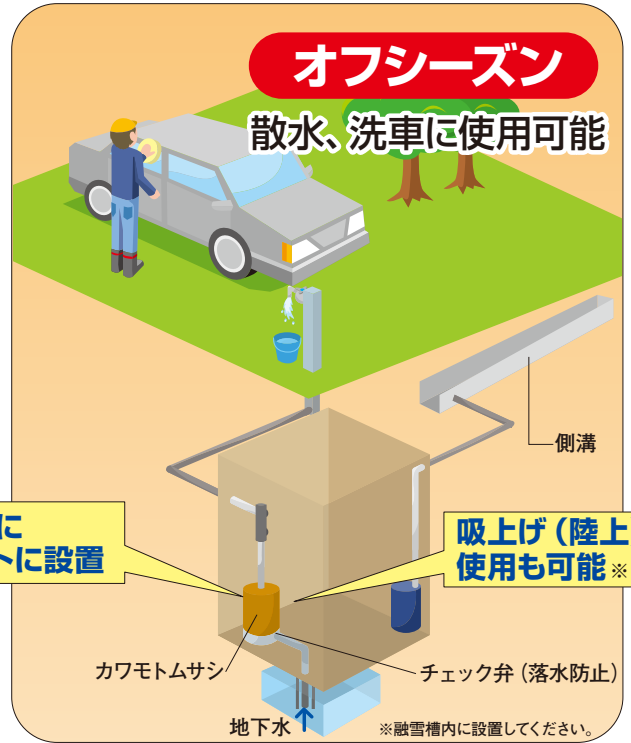 オフシーズン
散水、洗車に使用可能
側溝
に
トに設置
吸上げ（陸上
使用も可能※
カワモトムサシ
チェック弁（落水防止）
地下水
※融雪槽内に設置してください。